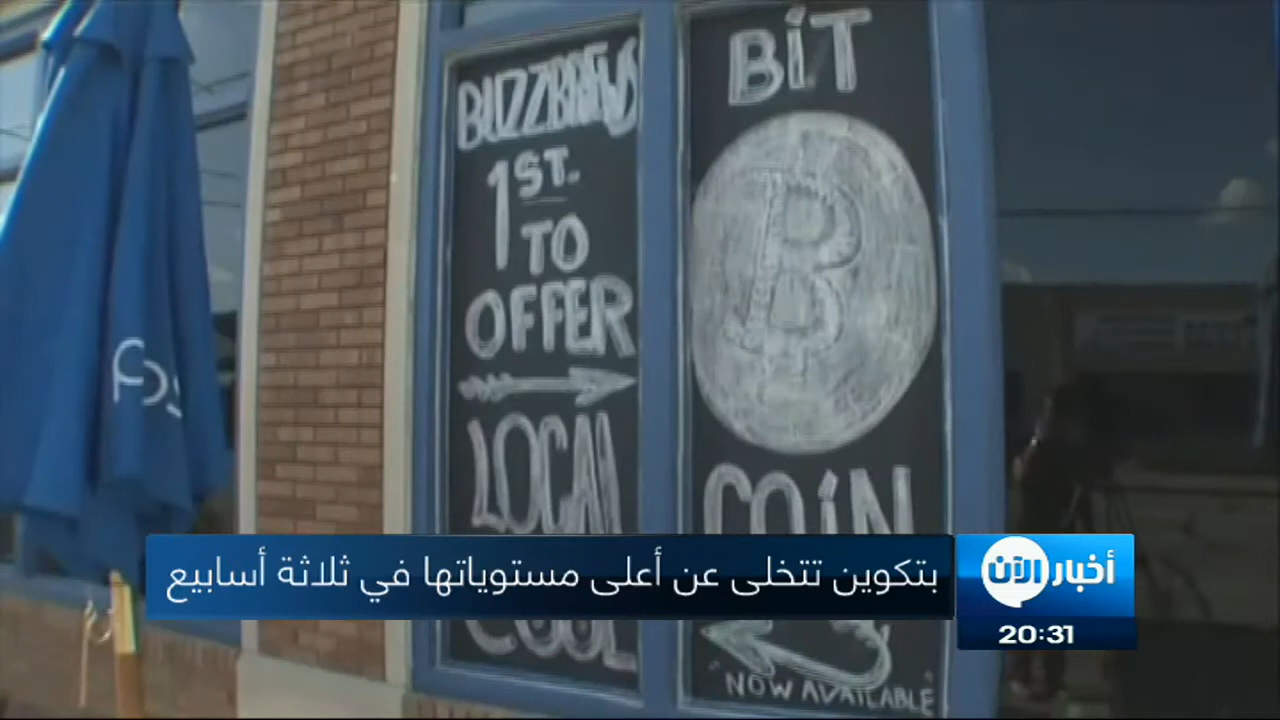 BUZZBREWS
1ST.
TO
OFFER
LOCAL
COOL
BiT
B
COiN
"NOW AVAILABLE"
بتكوين تتخلى عن أعلى مستوياتها في ثلاثة أسابيع
أخبار الآن
20:31